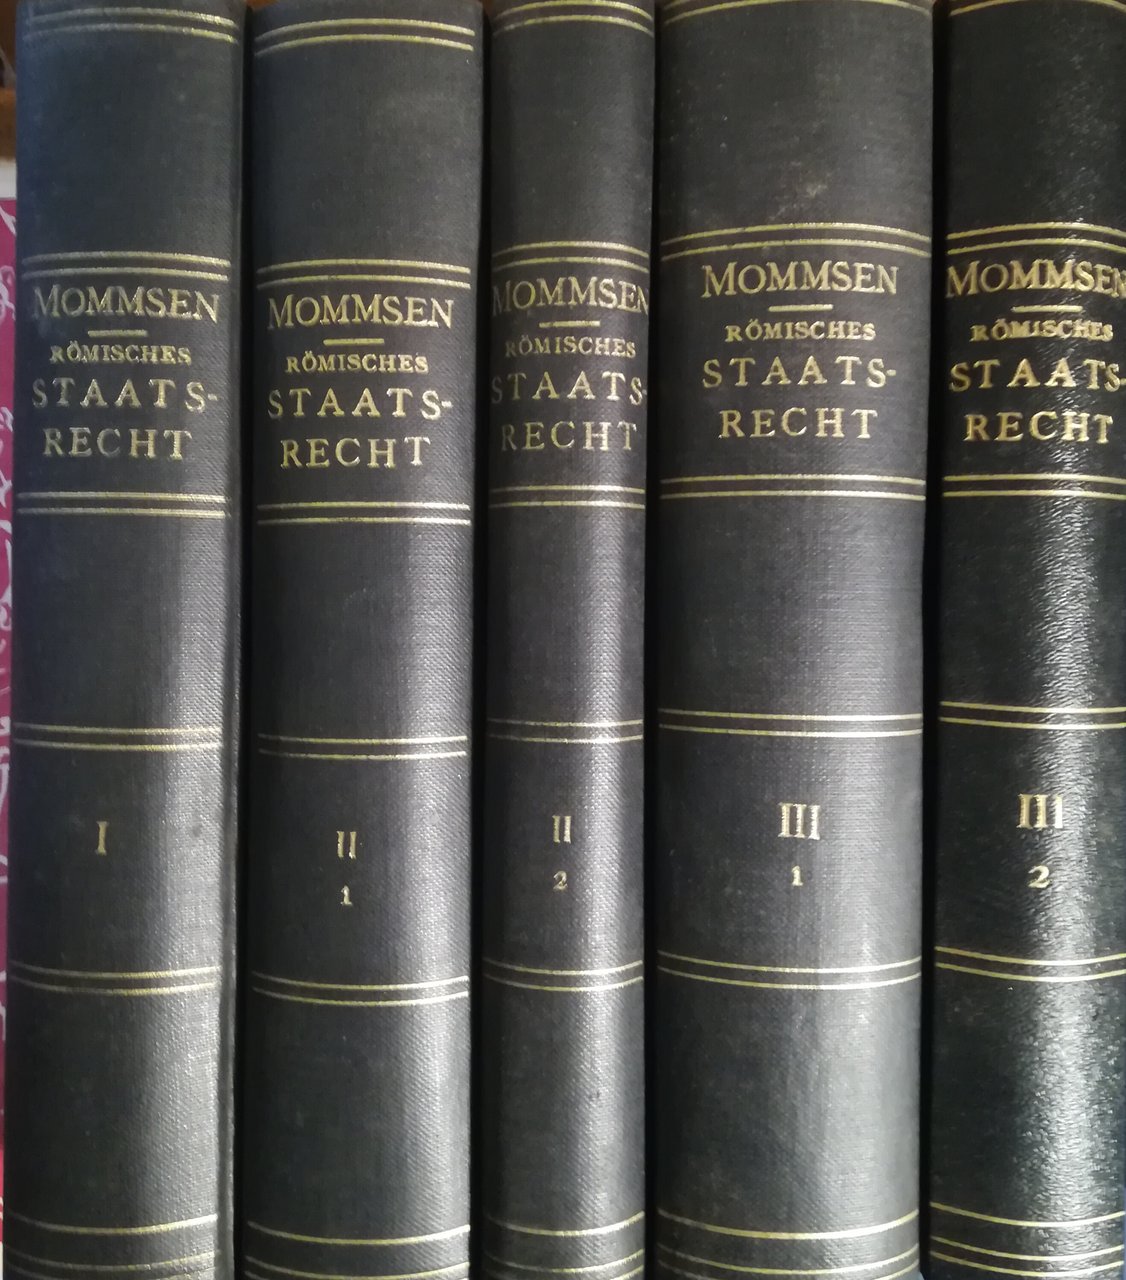 MOMMSEN
RÖMISCHES
STAATS-
RECHT
I
MOMMSEN
RÖMISCHES
STAATS-
RECHT
II
1
MOMMSEN
RÖMISCHES
STAATS-
RECHT
II
2
MOMMSEN
RÖMISCHES
STAATS-
RECHT
III
1
MOMMSEN
RÖMISCHES
STAATS-
RECHT
III
2